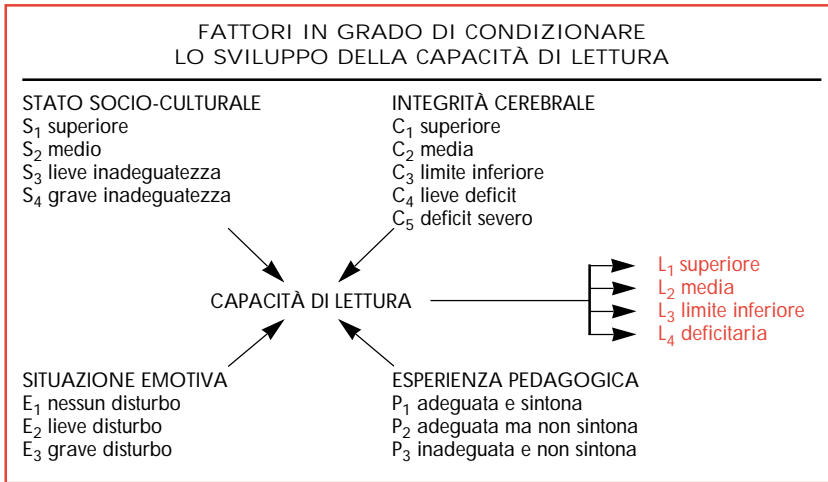 FATTORI IN GRADO DI CONDIZIONARE
LO SVILUPPO DELLA CAPACITÀ DI LETTURA
STATO SOCIO-CULTURALE
S₁ superiore
S₂ medio
S₃ lieve inadeguatezza
S₄ grave inadeguatezza
INTEGRITÀ CEREBRALE
C₁ superiore
C₂ media
C₃ limite inferiore
C₄ lieve deficit
C₅ deficit severo
CAPACITÀ DI LETTURA
L₁ superiore
L₂ media
L₃ limite inferiore
L₄ deficitaria
SITUAZIONE EMOTIVA
E₁ nessun disturbo
E₂ lieve disturbo
E₃ grave disturbo
ESPERIENZA PEDAGOGICA
P₁ adeguata e sintona
P₂ adeguata ma non sintona
P₃ inadeguata e non sintona